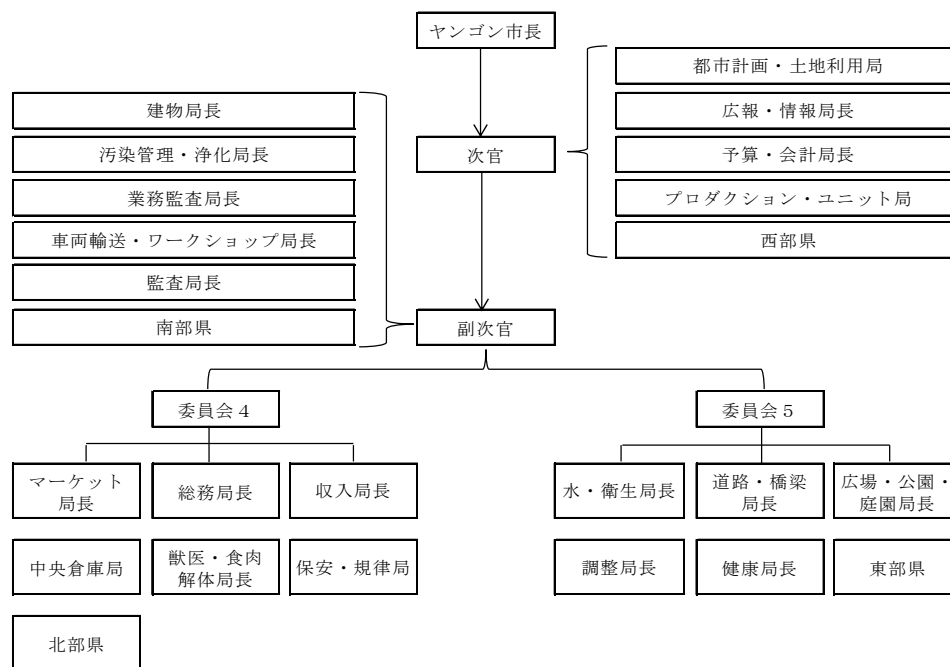 ヤンゴン市長
都市計画・土地利用局
広報・情報局長
予算・会計局長
プロダクション・ユニット局
西部県
次官
建物局長
汚染管理・浄化局長
業務監査局長
車両輸送・ワークショップ局長
監査局長
南部県
副次官
委員会４
委員会５
マーケット
局長
総務局長
収入局長
水・衛生局長
道路・橋梁
局長
広場・公園・
庭園局長
中央倉庫局
獣医・食肉
解体局長
保安・規律局
調整局長
健康局長
東部県
北部県